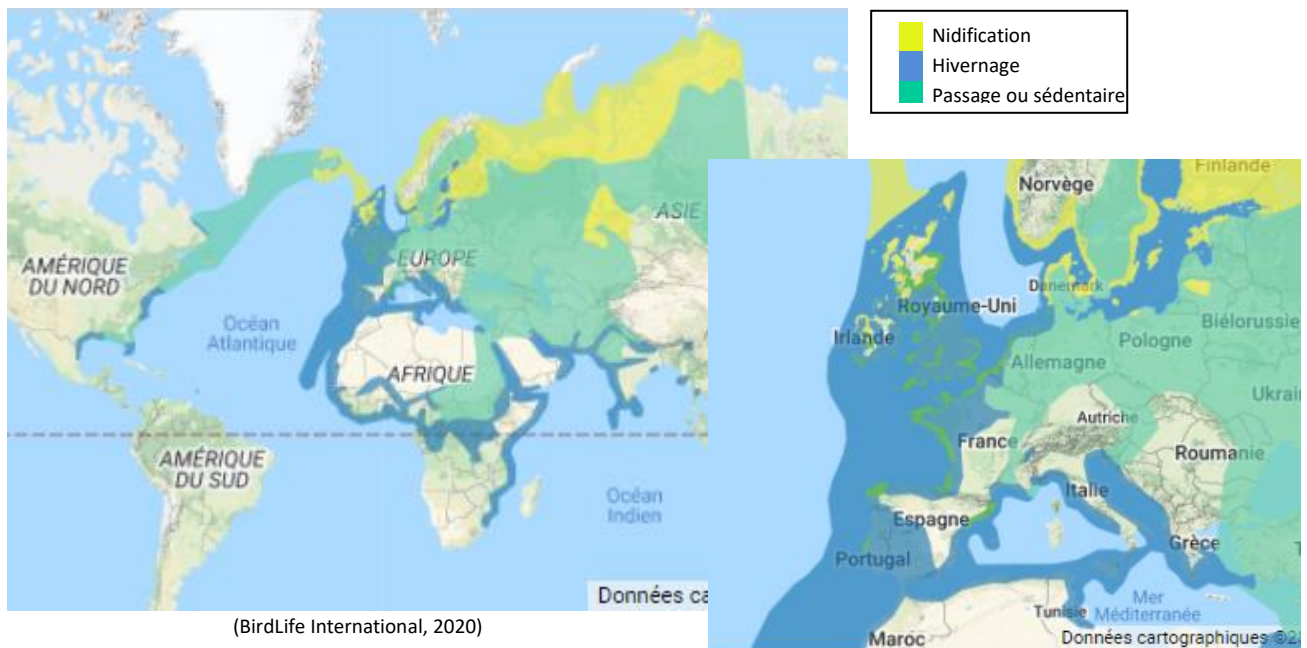 Nidification
Hivernage
Passage ou sédentaire
AMÉRIQUE
DU NORD
Océan
Atlantique
EUROPE
ASIE
AFRIQUE
AMÉRIQUE
DU SUD
Océan
Indien
Données ca
(BirdLife International, 2020)
Finlande
Norvège
Danemark
Royaume-Uni
Irlande
Biélorussie
Pologne
Allemagne
Ukrain
Autriche
France
Roumanie
Italie
Espagne
Grèce
Portugal
Mer
Méditerranée
Tunisie
Maroc
Données cartographiques ©2